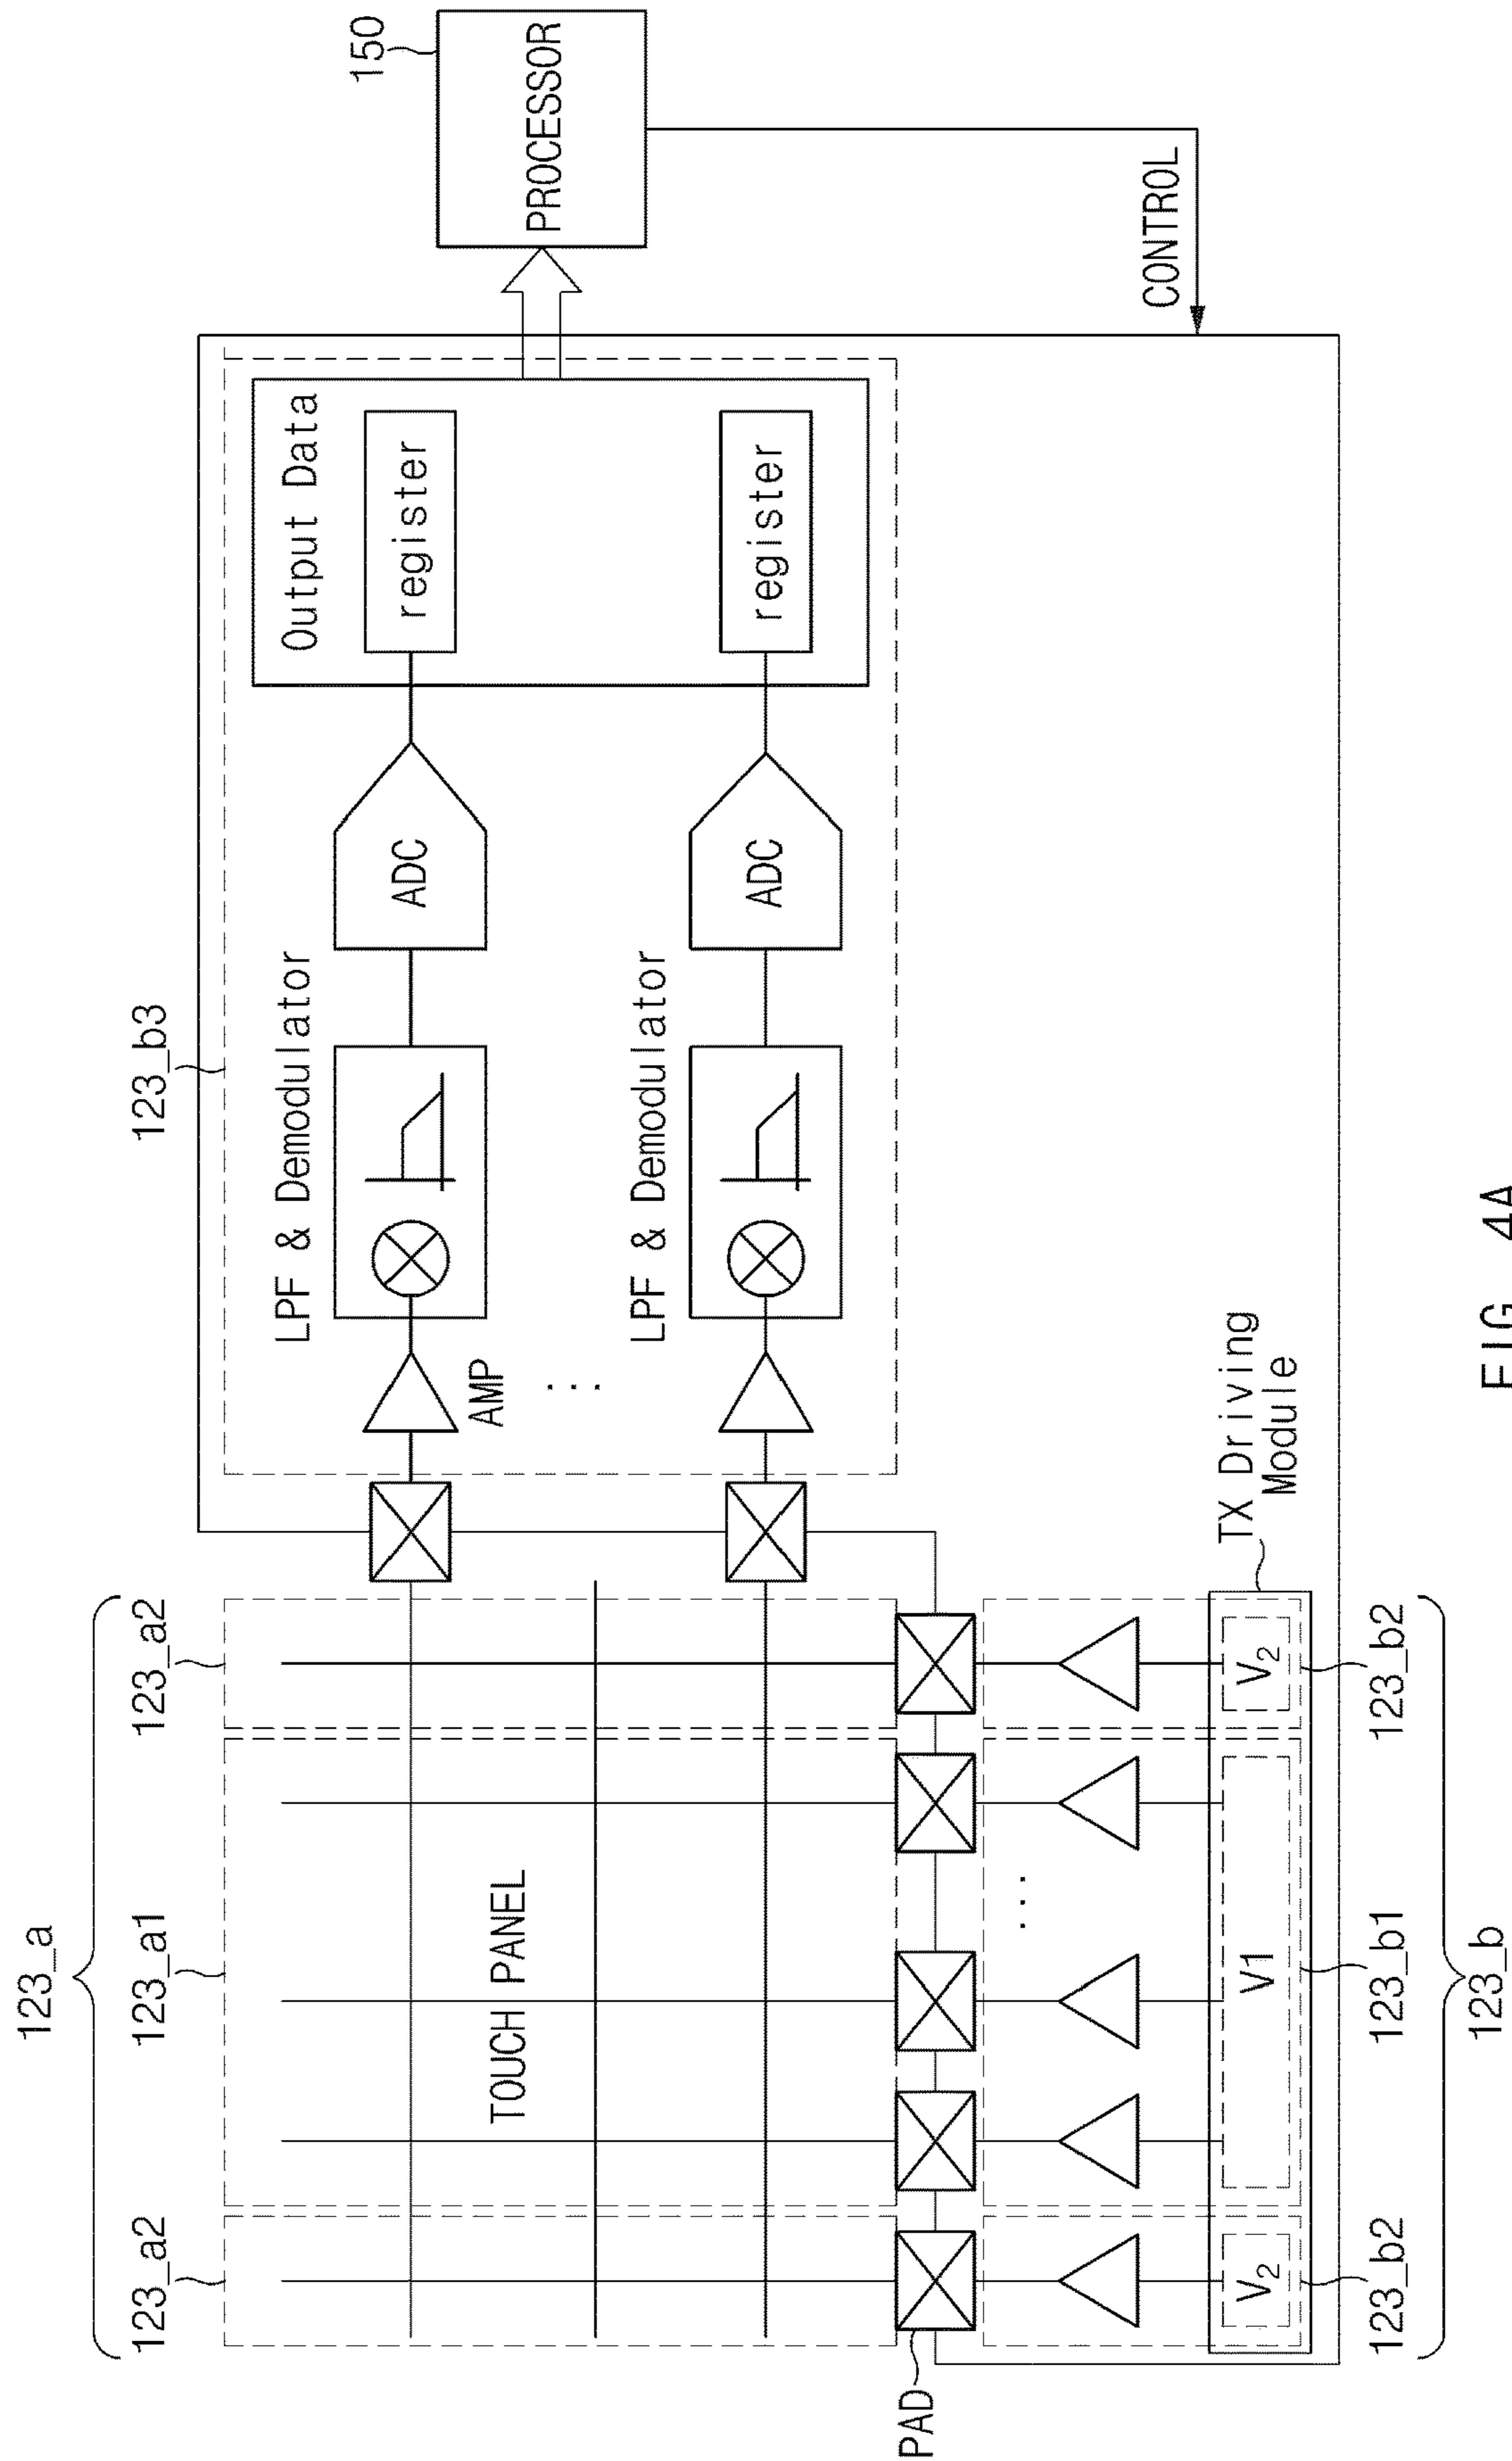 123_a
123_a2
123_a1
123_a2
123_b3
150
TOUCH PANEL
PAD
LPF & Demodulator
AMP
ADC
Output Data
register
PROCESSOR
...
LPF & Demodulator
ADC
register
CONTROL
...
TX Driving
Module
V2
V1
V2
123_b2
123_b1
123_b2
123_b
FIG. 4A